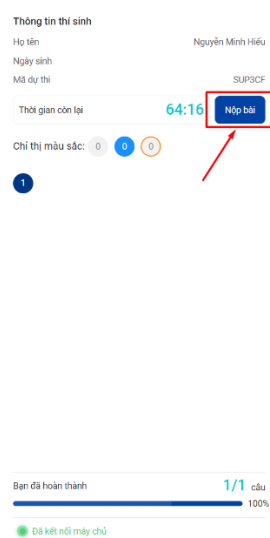 Thông tin thí sinh
Họ tên Nguyễn Minh Hiếu
Ngày sinh
Mã dự thi SUP3CF
Thời gian còn lại 64:16 Nộp bài
Chỉ thị màu sắc: 0 0 0
1
Bạn đã hoàn thành 1/1 câu
100%
Đã kết nối máy chủ